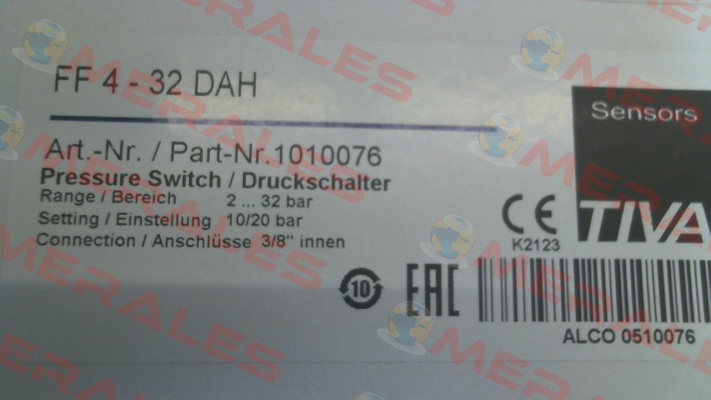 FF 4 - 32 DAH
Sensors
Art.-Nr. / Part-Nr.1010076
Pressure Switch / Druckschalter
Range / Bereich 2 ... 32 bar
Setting / Einstellung 10/20 bar
Connection / Anschlüsse 3/8" innen
CE
K2123
TIVA
10
EAC
ALCO 0510076
OMERALES